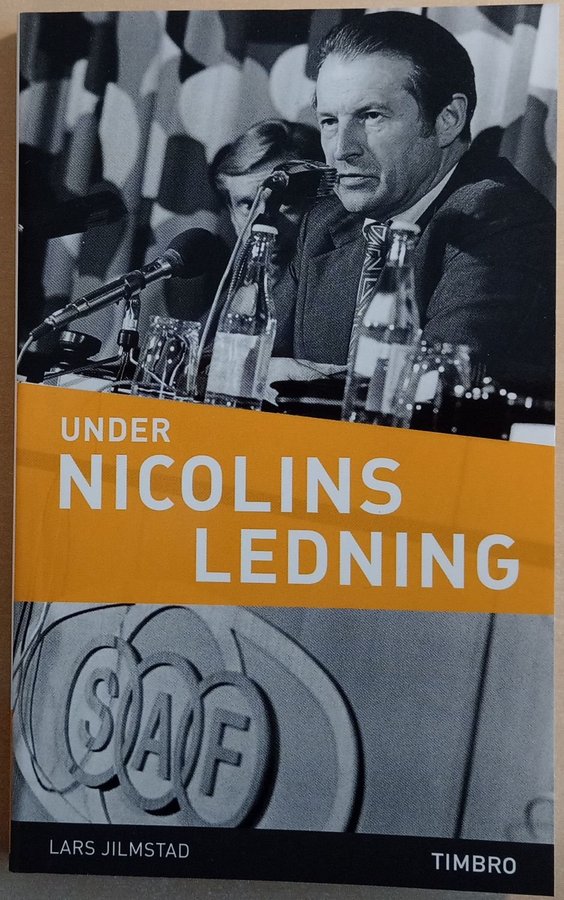 UNDER
NICOLINS
LEDNING
SAF
LARS JILMSTAD
TIMBRO